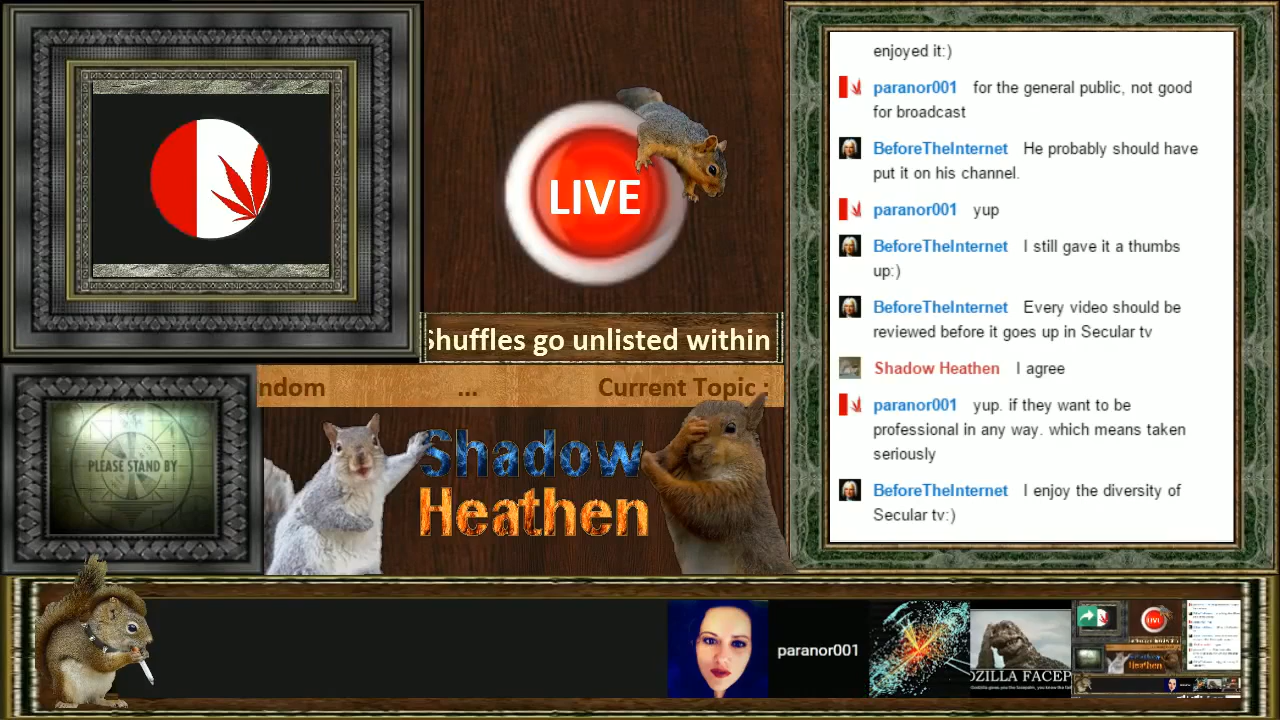 LIVE
Shuffles go unlisted within
ndom ... Current Topic :
PLEASE STAND BY
Shadow
Heathen
enjoyed it:)
paranor001 for the general public, not good
for broadcast
BeforeTheInternet He probably should have
put it on his channel.
paranor001 yup
BeforeTheInternet I still gave it a thumbs
up:)
BeforeTheInternet Every video should be
reviewed before it goes up in Secular tv
Shadow Heathen I agree
paranor001 yup. if they want to be
professional in any way. which means taken
seriously
BeforeTheInternet I enjoy the diversity of
Secular tv:)
paranor001
DZILLA FACEP
LIVE
Heathen